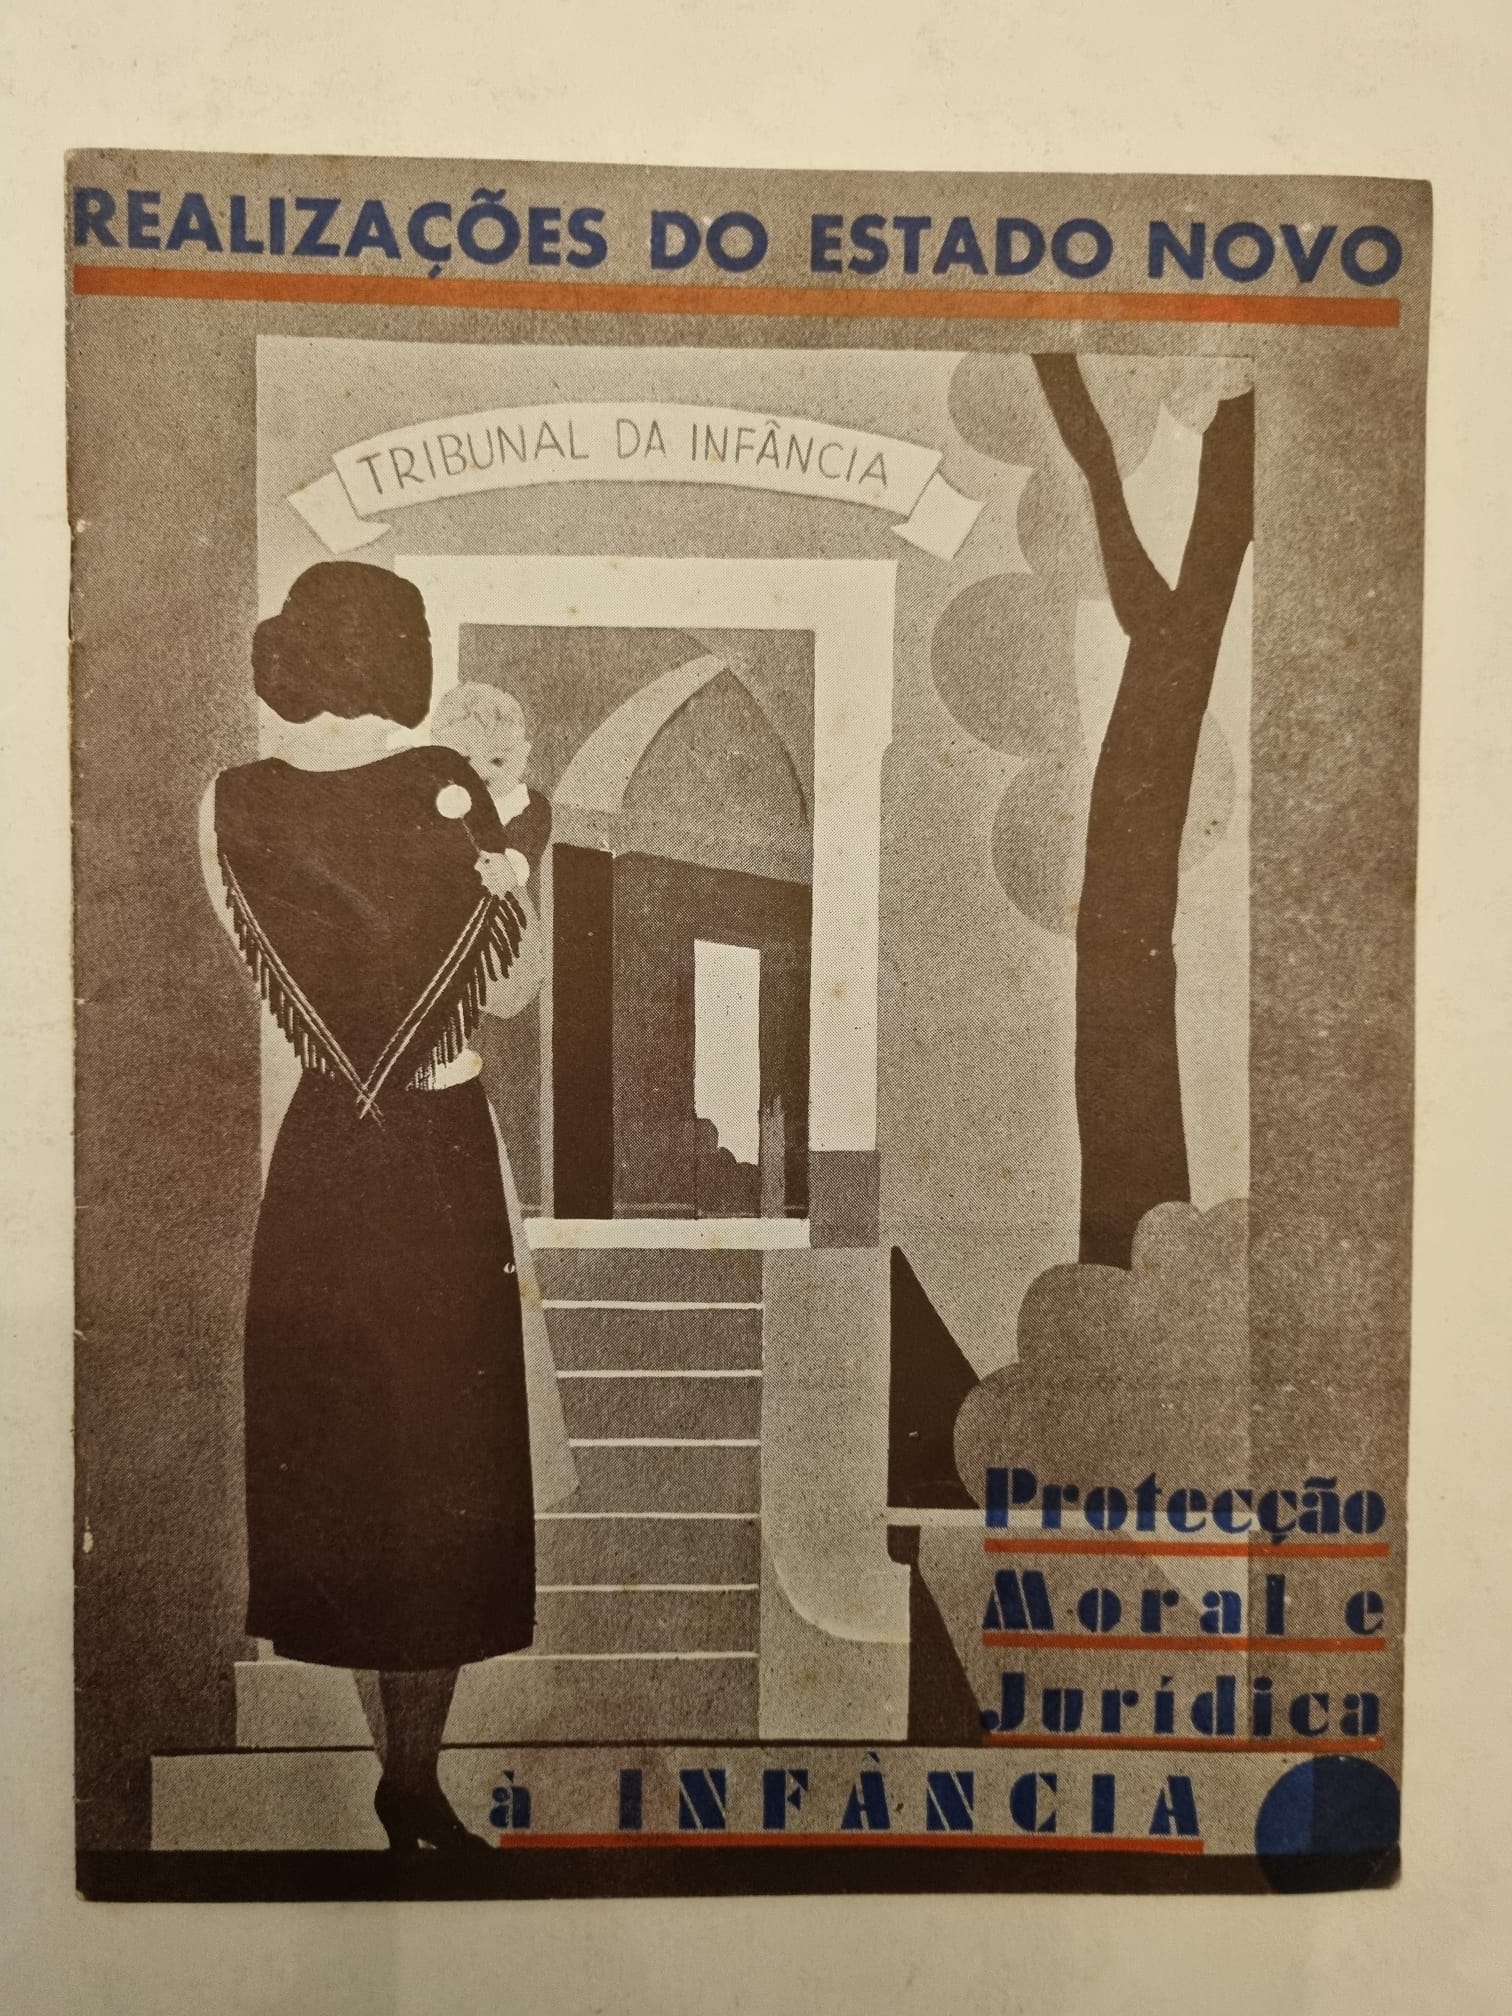 REALIZAÇÕES DO ESTADO NOVO
TRIBUNAL DA INFÂNCIA
Protecção
Moral e
Jurídica
à INFÂNCIA